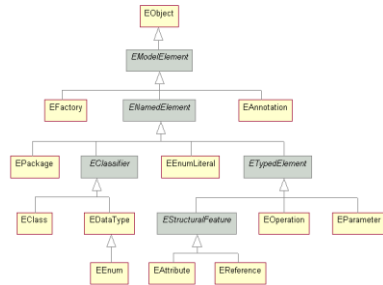 EObject
EModelElement
EFactory ENamedElement EAnnotation
EPackage EClassifier EEnumLiteral ETypedElement
EClass EDataType EStructuralFeature EOperation EParameter
EEnum EAttribute EReference